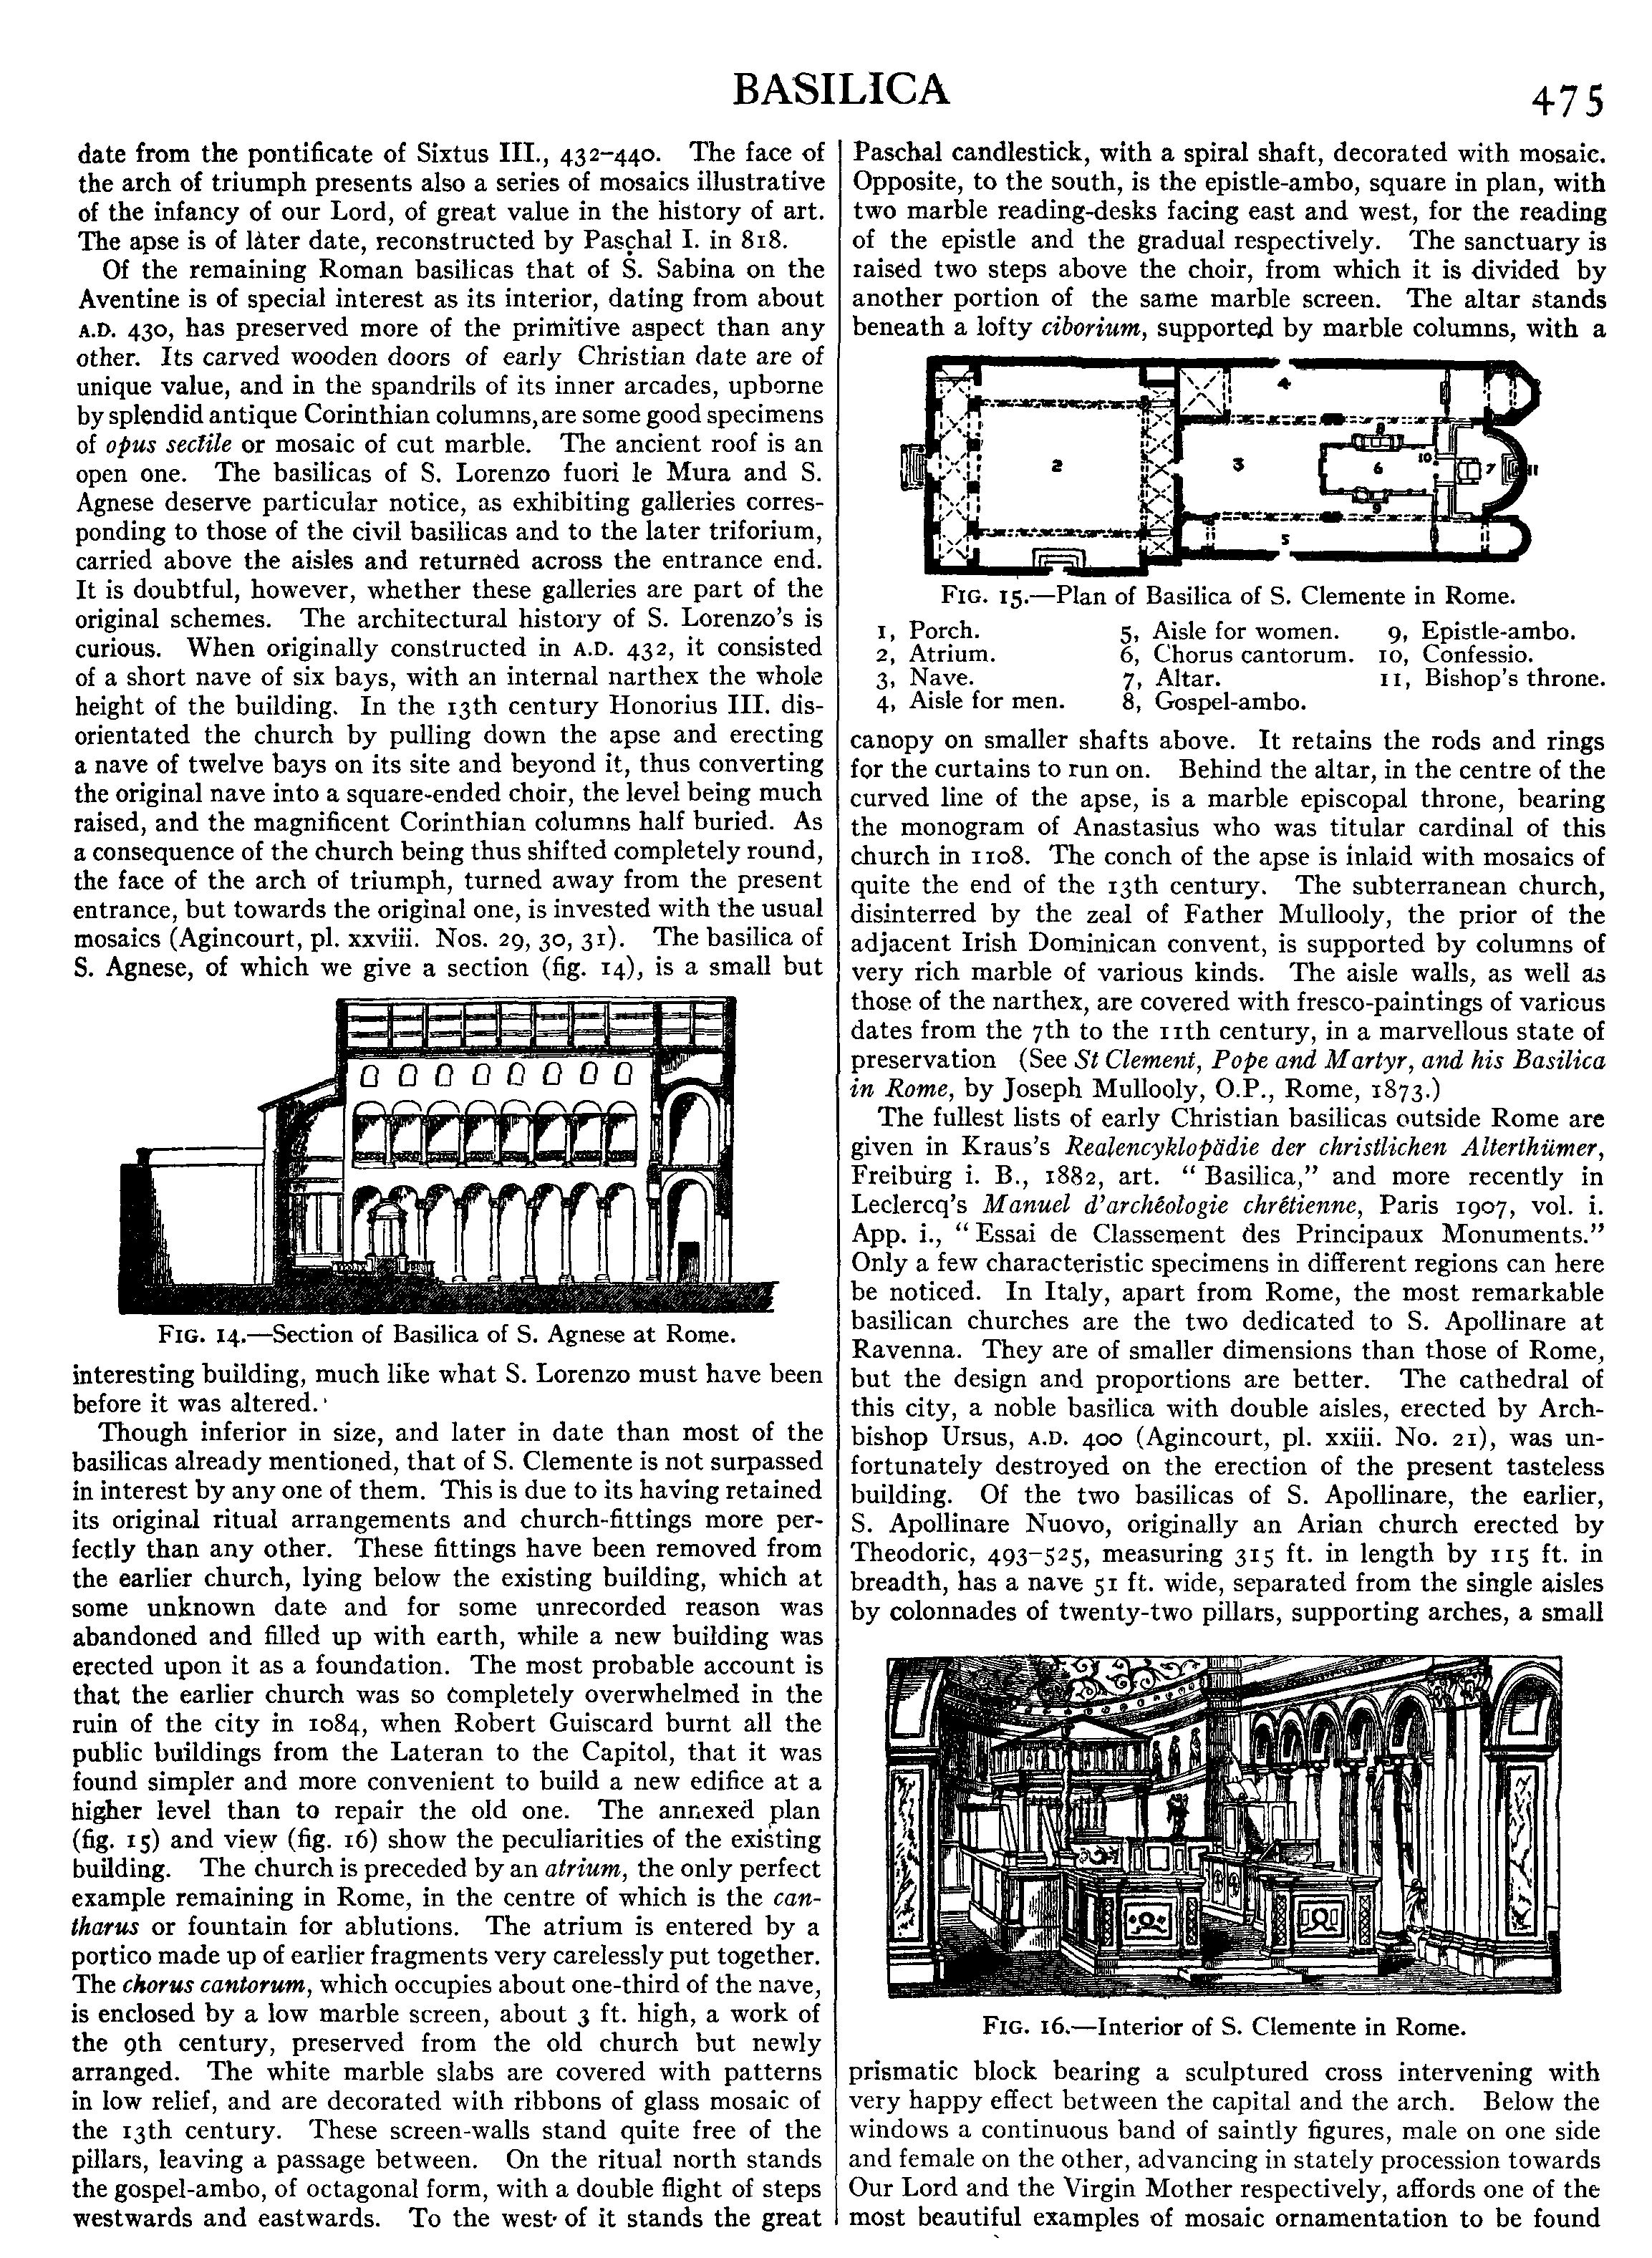 BASILICA
475
date from the pontificate of Sixtus III., 432–440. The face of
the arch of triumph presents also a series of mosaics illustrative
of the infancy of our Lord, of great value in the history of art.
The apse is of later date, reconstructed by Paschal I. in 818.
Of the remaining Roman basilicas that of S. Sabina on the
Aventine is of special interest as its interior, dating from about
A.D. 430, has preserved more of the primitive aspect than any
other. Its carved wooden doors of early Christian date are of
unique value, and in the spandrils of its inner arcades, upborne
by splendid antique Corinthian columns, are some good specimens
of opus sectile or mosaic of cut marble. The ancient roof is an
open one. The basilicas of S. Lorenzo fuori le Mura and S.
Agnese deserve particular notice, as exhibiting galleries corres-
ponding to those of the civil basilicas and to the later triforium,
carried above the aisles and returned across the entrance end.
It is doubtful, however, whether these galleries are part of the
original schemes. The architectural history of S. Lorenzo's is
curious. When originally constructed in A.D. 432, it consisted
of a short nave of six bays, with an internal narthex the whole
height of the building. In the 13th century Honorius III. dis-
orientated the church by pulling down the apse and erecting
a nave of twelve bays on its site and beyond it, thus converting
the original nave into a square-ended choir, the level being much
raised, and the magnificent Corinthian columns half buried. As
a consequence of the church being thus shifted completely round,
the face of the arch of triumph, turned away from the present
entrance, but towards the original one, is invested with the usual
mosaics (Agincourt, pl. xxviii. Nos. 29, 30, 31). The basilica of
S. Agnese, of which we give a section (fig. 14), is a small but
FIG. 14.—Section of Basilica of S. Agnese at Rome.
interesting building, much like what S. Lorenzo must have been
before it was altered.
Though inferior in size, and later in date than most of the
basilicas already mentioned, that of S. Clemente is not surpassed
in interest by any one of them. This is due to its having retained
its original ritual arrangements and church-fittings more per-
fectly than any other. These fittings have been removed from
the earlier church, lying below the existing building, which at
some unknown date and for some unrecorded reason was
abandoned and filled up with earth, while a new building was
erected upon it as a foundation. The most probable account is
that the earlier church was so completely overwhelmed in the
ruin of the city in 1084, when Robert Guiscard burnt all the
public buildings from the Lateran to the Capitol, that it was
found simpler and more convenient to build a new edifice at a
higher level than to repair the old one. The annexed plan
(fig. 15) and view (fig. 16) show the peculiarities of the existing
building. The church is preceded by an atrium, the only perfect
example remaining in Rome, in the centre of which is the can-
tharus or fountain for ablutions. The atrium is entered by a
portico made up of earlier fragments very carelessly put together.
The chorus cantorum, which occupies about one-third of the nave,
is enclosed by a low marble screen, about 3 ft. high, a work of
the 9th century, preserved from the old church but newly
arranged. The white marble slabs are covered with patterns
in low relief, and are decorated with ribbons of glass mosaic of
the 13th century. These screen-walls stand quite free of the
pillars, leaving a passage between. On the ritual north stands
the gospel-ambo, of octagonal form, with a double flight of steps
westwards and eastwards. To the west of it stands the great
Paschal candlestick, with a spiral shaft, decorated with mosaic.
Opposite, to the south, is the epistle-ambo, square in plan, with
two marble reading-desks facing east and west, for the reading
of the epistle and the gradual respectively. The sanctuary is
raised two steps above the choir, from which it is divided by
another portion of the same marble screen. The altar stands
beneath a lofty ciborium, supported by marble columns, with a
4
8
2
3
6
10
7
11
9
5
FIG. 15.—Plan of Basilica of S. Clemente in Rome.
1, Porch. 5, Aisle for women. 9, Epistle-ambo.
2, Atrium. 6, Chorus cantorum. 10, Confessio.
3, Nave. 7, Altar. 11, Bishop's throne.
4, Aisle for men. 8, Gospel-ambo.
canopy on smaller shafts above. It retains the rods and rings
for the curtains to run on. Behind the altar, in the centre of the
curved line of the apse, is a marble episcopal throne, bearing
the monogram of Anastasius who was titular cardinal of this
church in 1108. The conch of the apse is inlaid with mosaics of
quite the end of the 13th century. The subterranean church,
disinterred by the zeal of Father Mullooly, the prior of the
adjacent Irish Dominican convent, is supported by columns of
very rich marble of various kinds. The aisle walls, as well as
those of the narthex, are covered with fresco-paintings of various
dates from the 7th to the 11th century, in a marvellous state of
preservation (See St Clement, Pope and Martyr, and his Basilica
in Rome, by Joseph Mullooly, O.P., Rome, 1873.)
The fullest lists of early Christian basilicas outside Rome are
given in Kraus's Realencyklopädie der christlichen Alterthümer,
Freiburg i. B., 1882, art. “Basilica,” and more recently in
Leclercq's Manuel d'archéologie chrétienne, Paris 1907, vol. i.
App. i., “Essai de Classement des Principaux Monuments.”
Only a few characteristic specimens in different regions can here
be noticed. In Italy, apart from Rome, the most remarkable
basilican churches are the two dedicated to S. Apollinare at
Ravenna. They are of smaller dimensions than those of Rome,
but the design and proportions are better. The cathedral of
this city, a noble basilica with double aisles, erected by Arch-
bishop Ursus, A.D. 400 (Agincourt, pl. xxiii. No. 21), was un-
fortunately destroyed on the erection of the present tasteless
building. Of the two basilicas of S. Apollinare, the earlier,
S. Apollinare Nuovo, originally an Arian church erected by
Theodoric, 493–525, measuring 315 ft. in length by 115 ft. in
breadth, has a nave 51 ft. wide, separated from the single aisles
by colonnades of twenty-two pillars, supporting arches, a small
FIG. 16.—Interior of S. Clemente in Rome.
prismatic block bearing a sculptured cross intervening with
very happy effect between the capital and the arch. Below the
windows a continuous band of saintly figures, male on one side
and female on the other, advancing in stately procession towards
Our Lord and the Virgin Mother respectively, affords one of the
most beautiful examples of mosaic ornamentation to be found